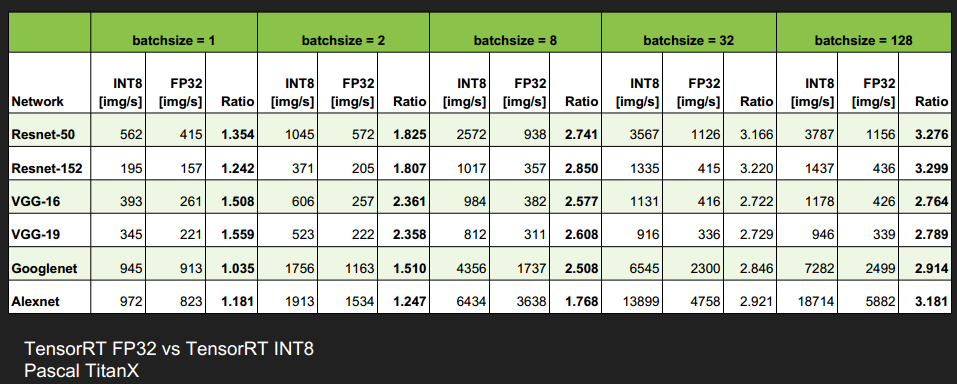 batchsize = 1 batchsize = 2 batchsize = 8 batchsize = 32 batchsize = 128
Network INT8 [img/s] FP32 [img/s] Ratio INT8 [img/s] FP32 [img/s] Ratio INT8 [img/s] FP32 [img/s] Ratio INT8 [img/s] FP32 [img/s] Ratio INT8 [img/s] FP32 [img/s] Ratio
Resnet-50 562 415 1.354 1045 572 1.825 2572 938 2.741 3567 1126 3.166 3787 1156 3.276
Resnet-152 195 157 1.242 371 205 1.807 1017 357 2.850 1335 415 3.220 1437 436 3.299
VGG-16 393 261 1.508 606 257 2.361 984 382 2.577 1131 416 2.722 1178 426 2.764
VGG-19 345 221 1.559 523 222 2.358 812 311 2.608 916 336 2.729 946 339 2.789
Googlenet 945 913 1.035 1756 1163 1.510 4356 1737 2.508 6545 2300 2.846 7282 2499 2.914
Alexnet 972 823 1.181 1913 1534 1.247 6434 3638 1.768 13899 4758 2.921 18714 5882 3.181
TensorRT FP32 vs TensorRT INT8
Pascal TitanX